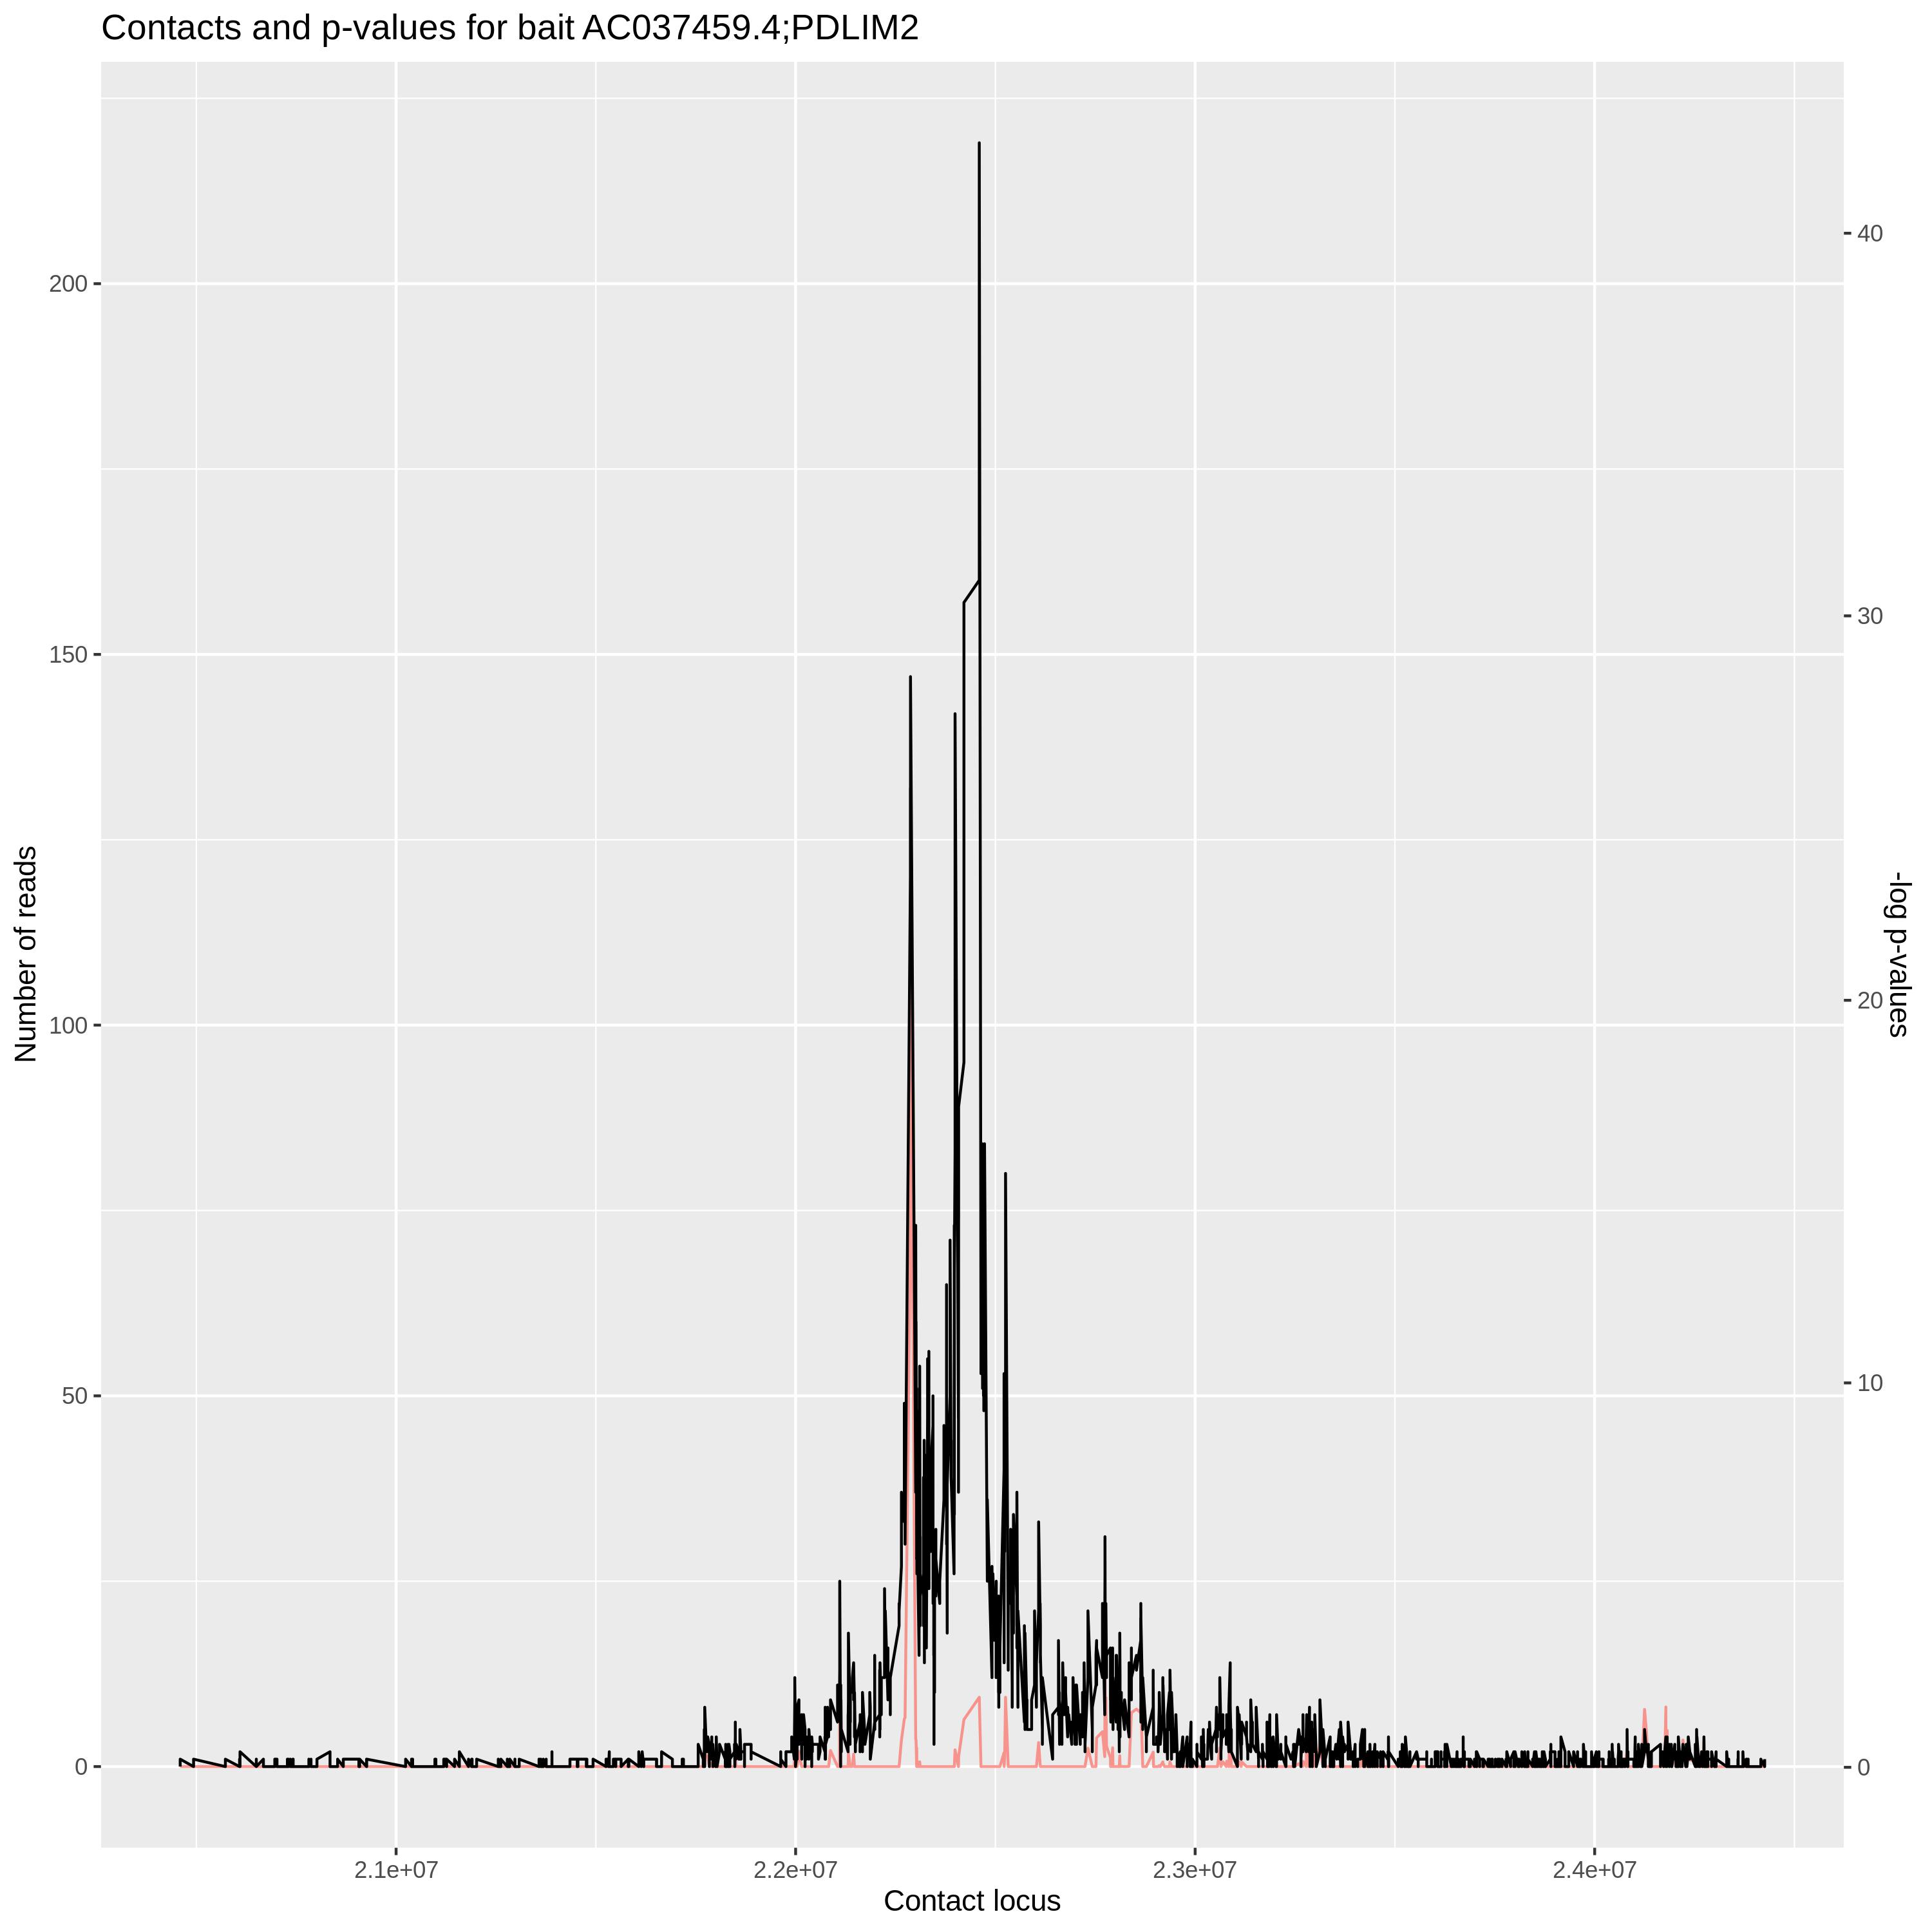 Contacts and p-values for bait AC037459.4;PDLIM2
Number of reads
200
150
100
50
0
40
30
20
10
0
-log p-values
2.1e+07
2.2e+07
2.3e+07
2.4e+07
Contact locus